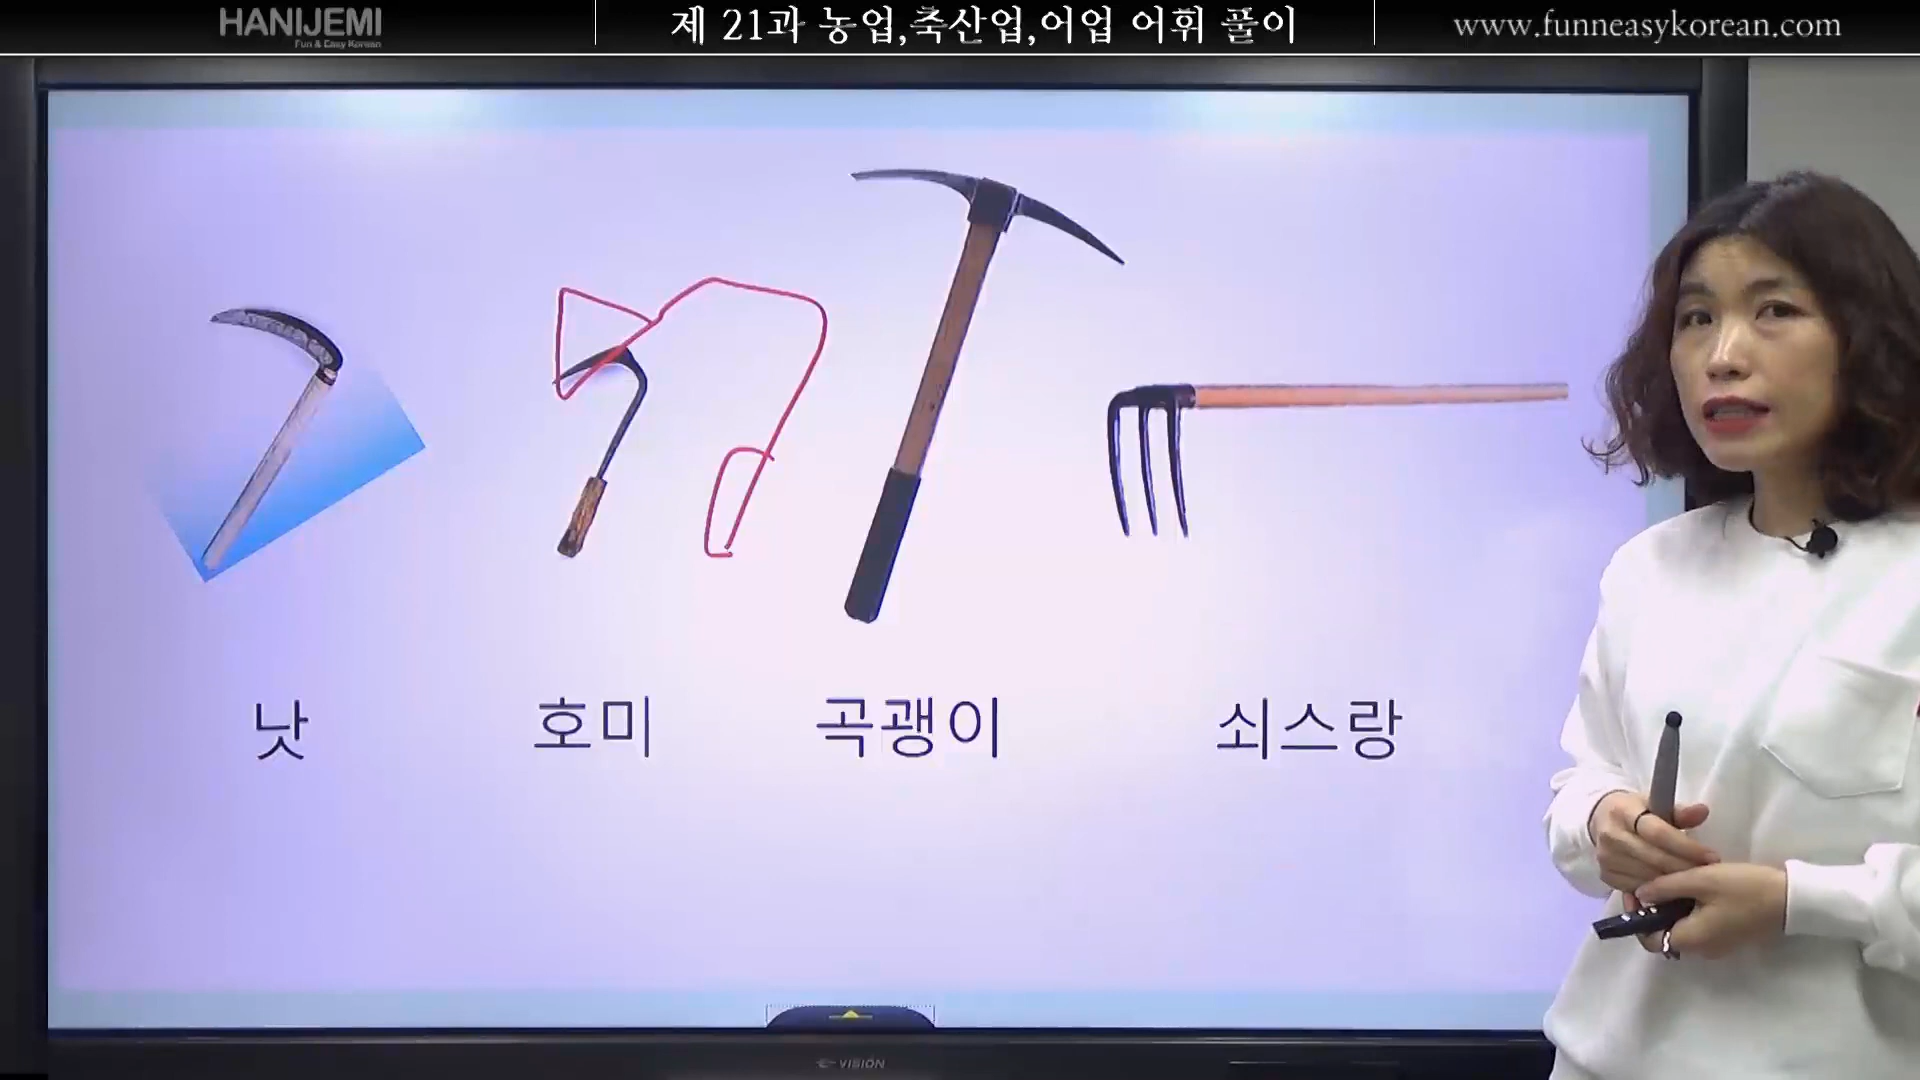 HANIJEMI
Fun & Easy Korean
제 21과 농업,축산업,어업 어휘 풀이
www.funneasykorean.com
낫 호미 곡괭이 쇠스랑
E-VISION